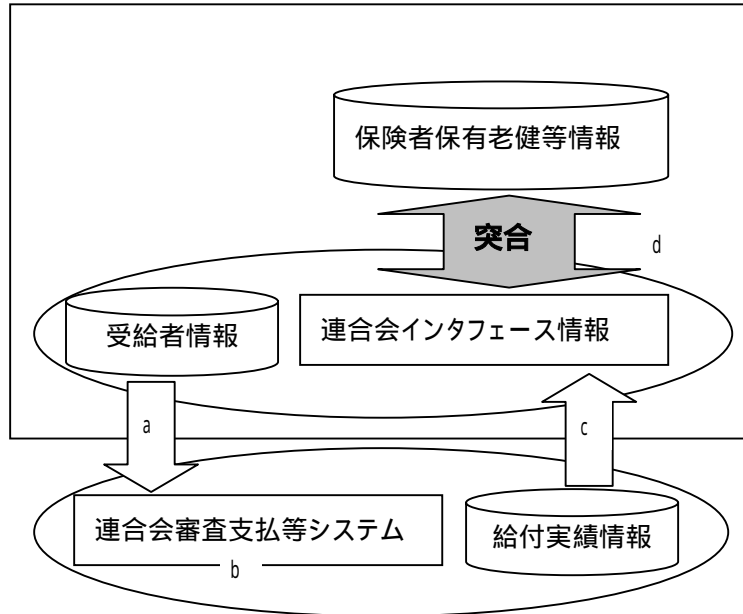 保険者保有老健等情報
突合
d
受給者情報
連合会インタフェース情報
a
c
連合会審査支払等システム
給付実績情報
b